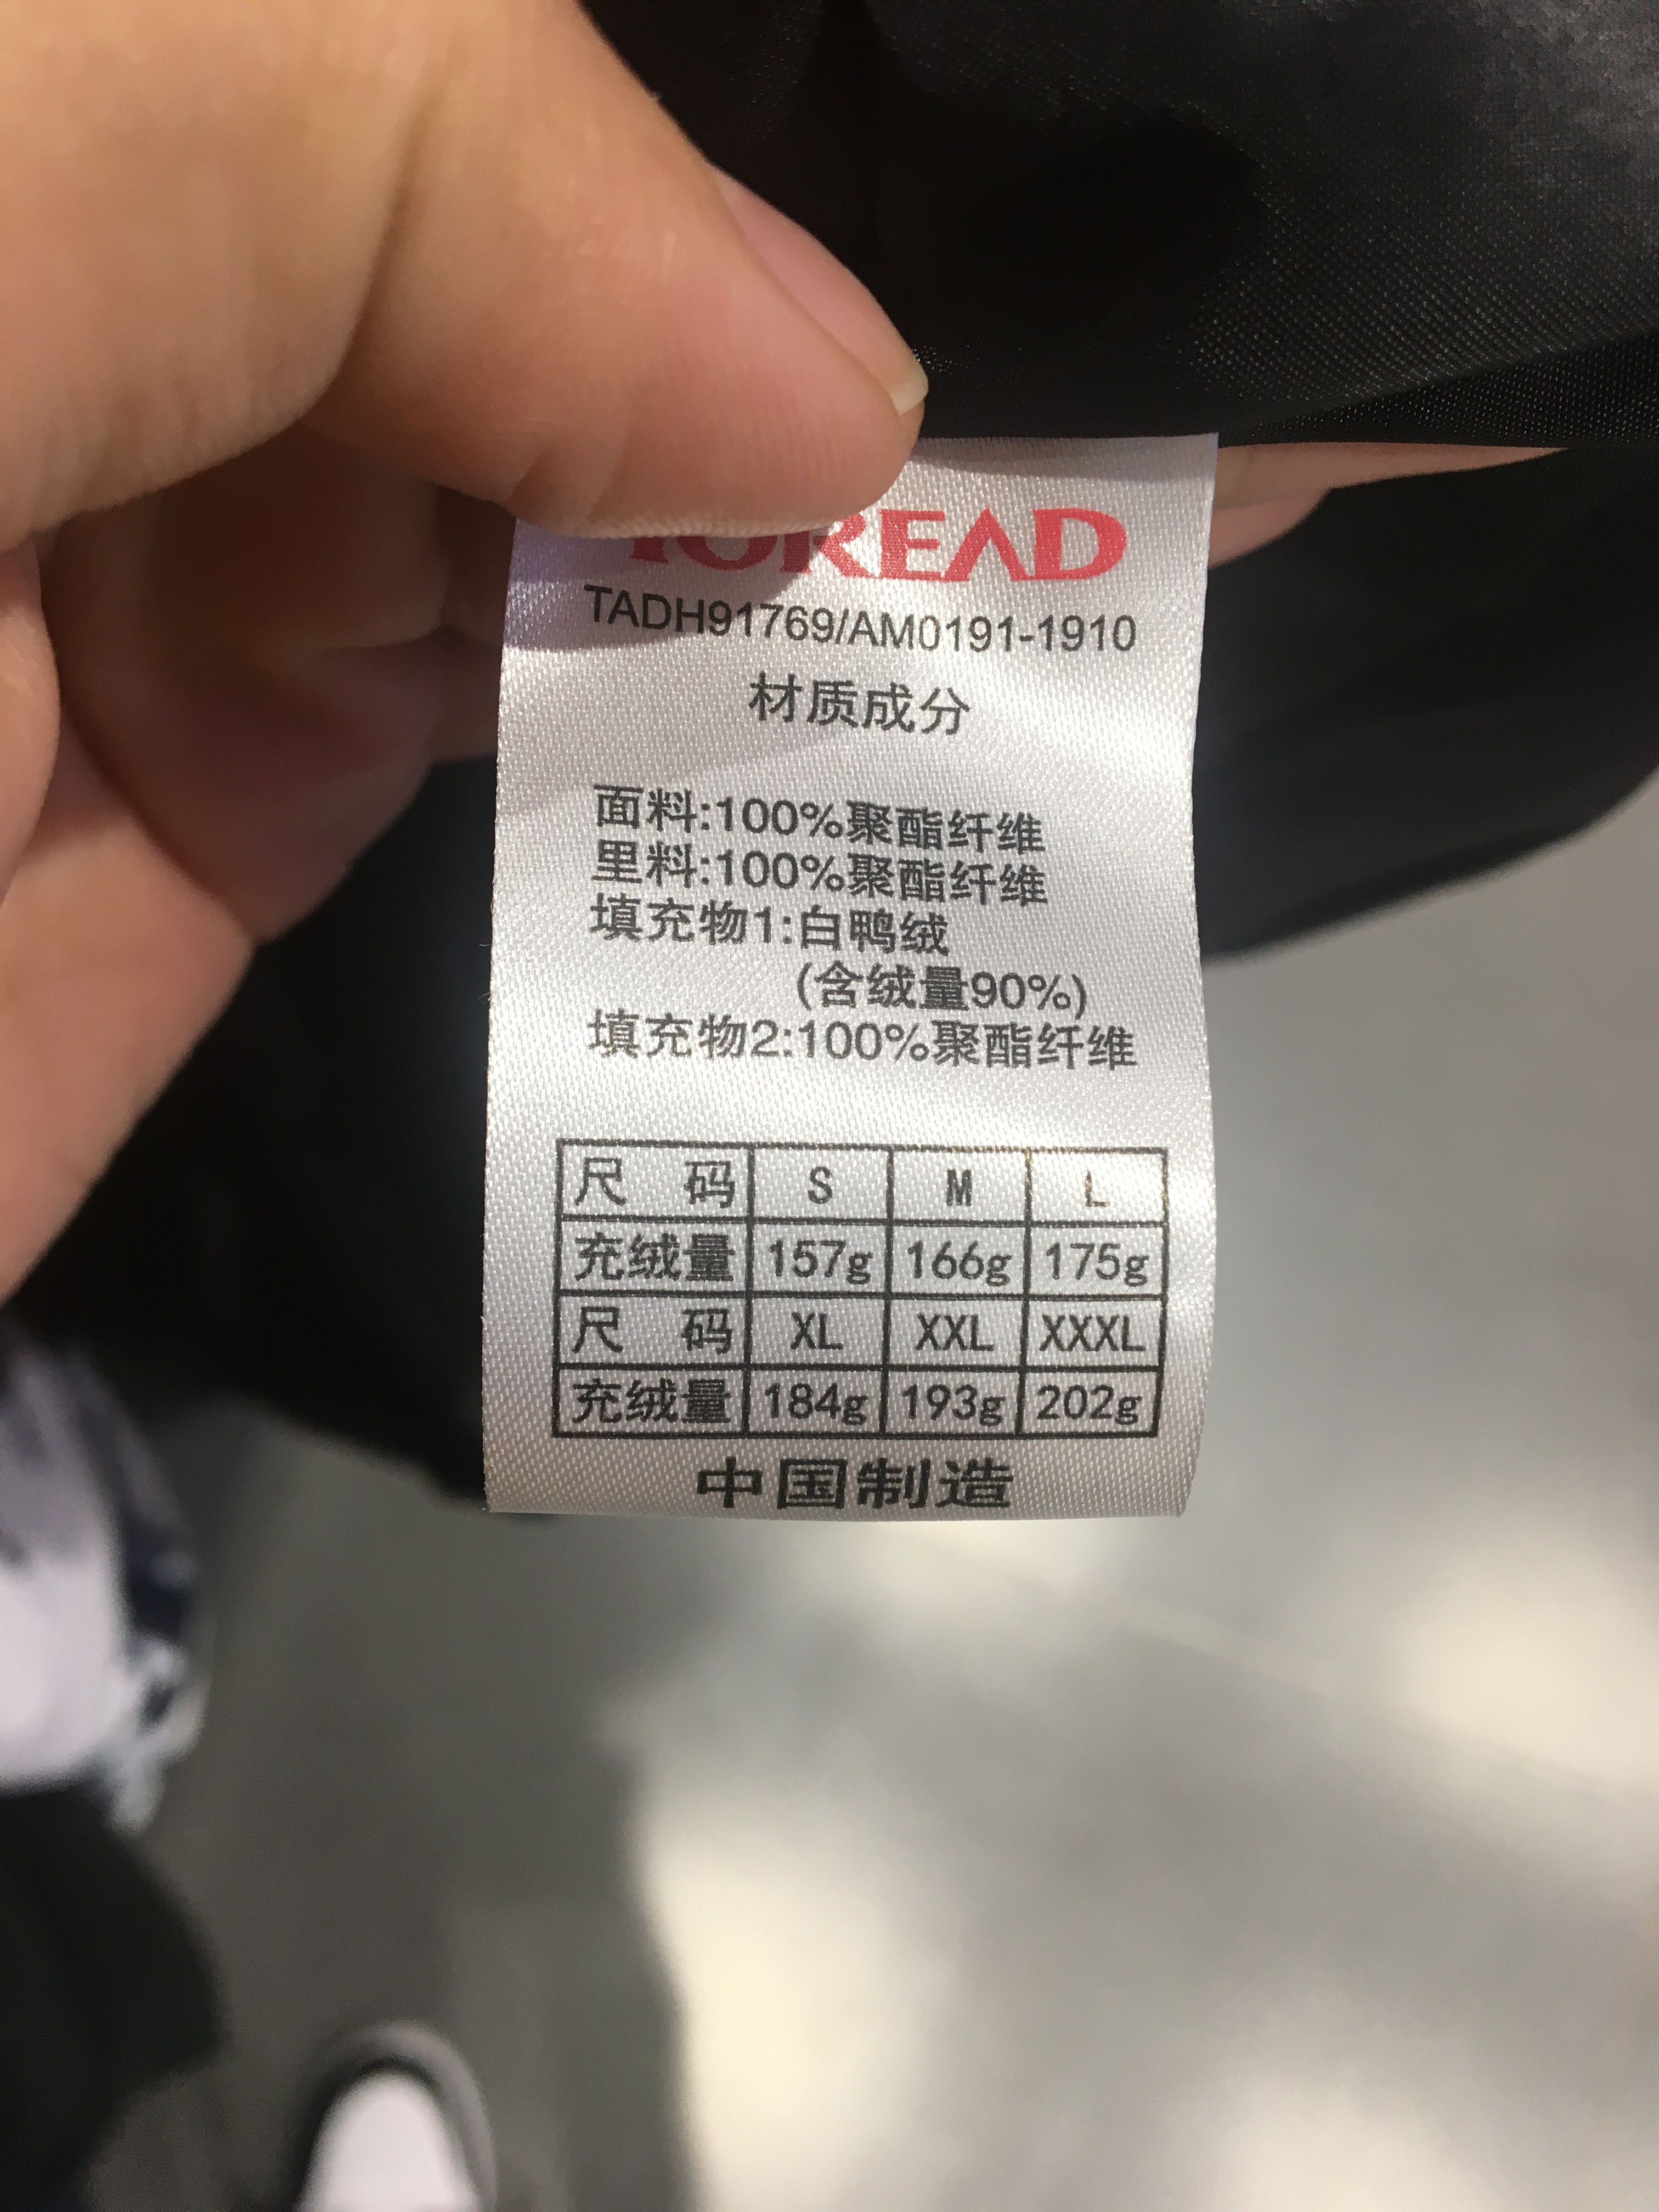 TOREAD
TADH91769/AM0191-1910
材质成分
面料:100%聚酯纤维
里料:100%聚酯纤维
填充物1:白鸭绒
(含绒量90%)
填充物2:100%聚酯纤维
尺 码 S M L
充绒量 157g 166g 175g
尺 码 XL XXL XXXL
充绒量 184g 193g 202g
中国制造